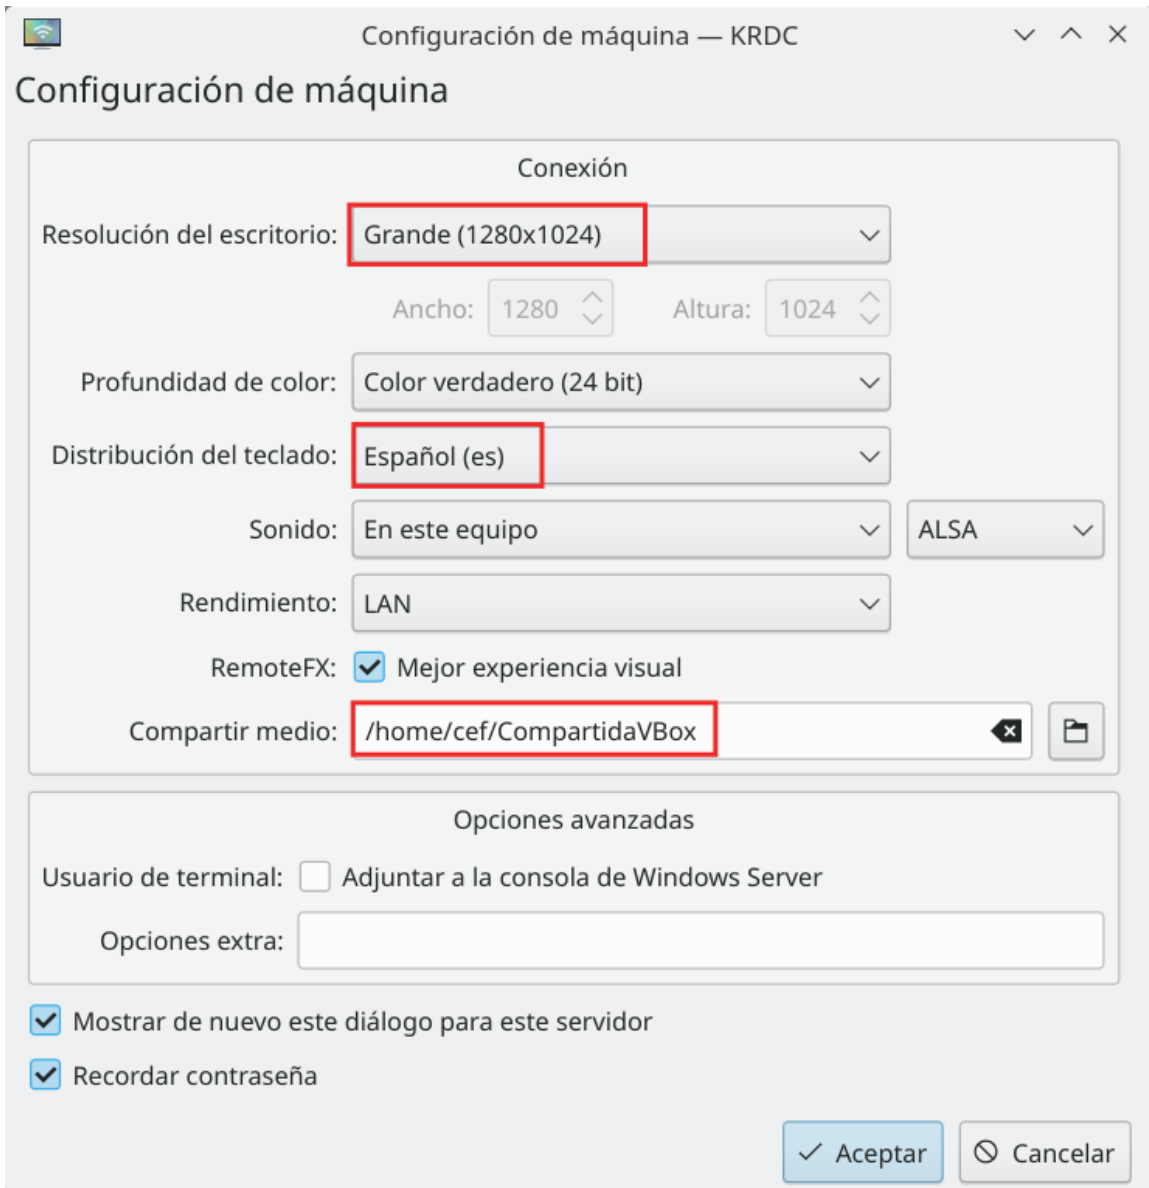 Configuración de máquina — KRDC
Configuración de máquina
Conexión
Resolución del escritorio: Grande (1280x1024)
Ancho: 1280 Altura: 1024
Profundidad de color: Color verdadero (24 bit)
Distribución del teclado: Español (es)
Sonido: En este equipo ALSA
Rendimiento: LAN
RemoteFX: Mejor experiencia visual
Compartir medio: /home/cef/CompartidaVBox
Opciones avanzadas
Usuario de terminal: Adjuntar a la consola de Windows Server
Opciones extra:
Mostrar de nuevo este diálogo para este servidor
Recordar contraseña
Aceptar Cancelar